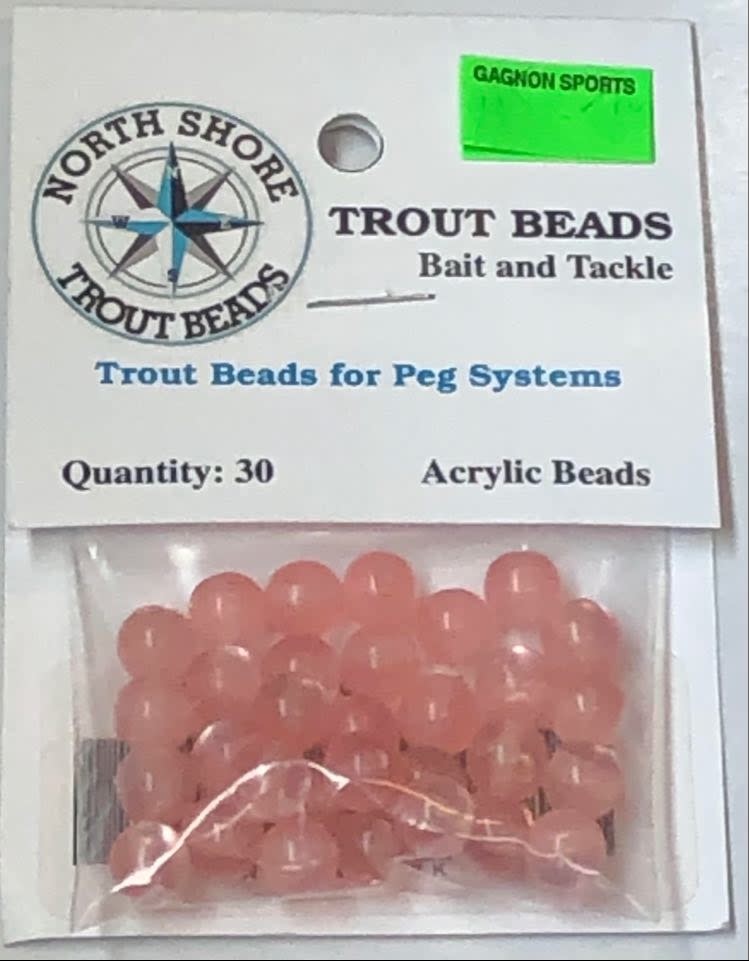 GAGNON SPORTS
NORTH SHORE
TROUT BEADS
N
W
S
TROUT BEADS
Bait and Tackle
Trout Beads for Peg Systems
Quantity: 30
Acrylic Beads